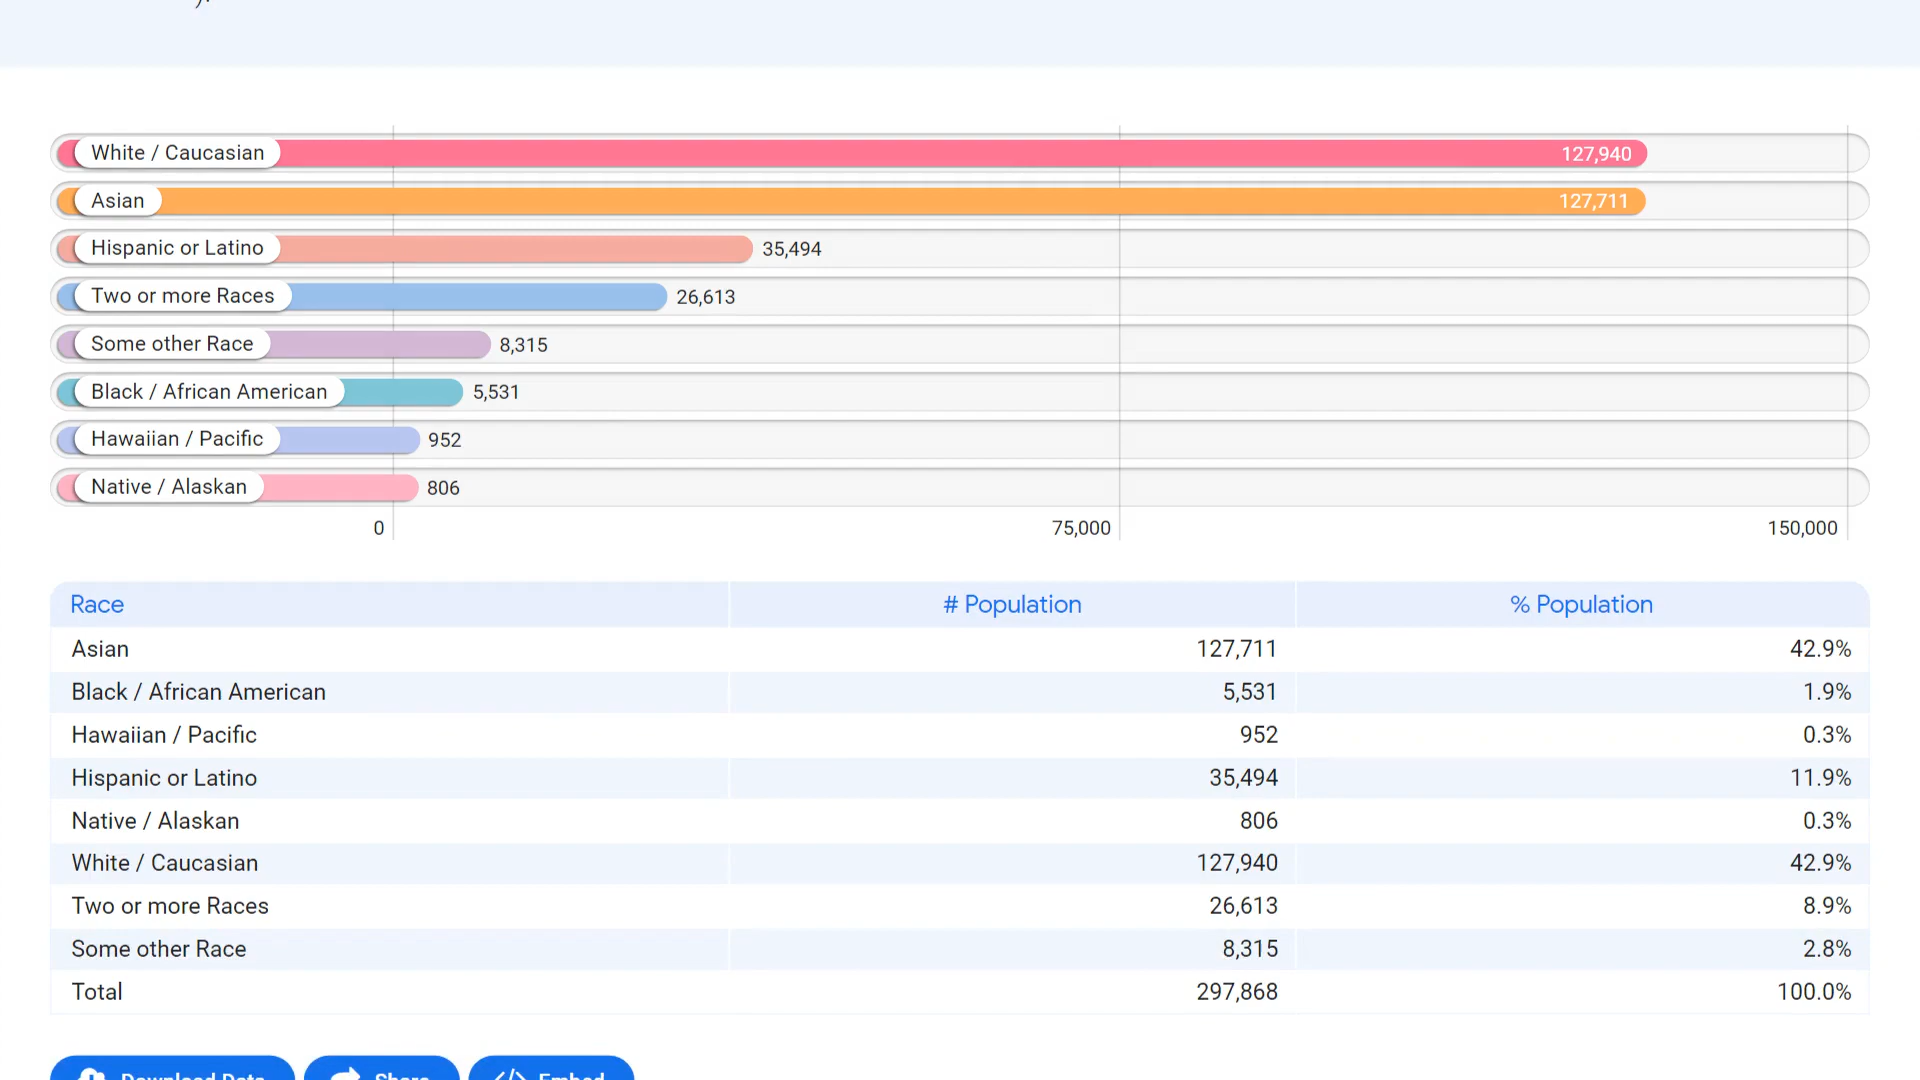 ).
White / Caucasian 127,940
Asian 127,711
Hispanic or Latino 35,494
Two or more Races 26,613
Some other Race 8,315
Black / African American 5,531
Hawaiian / Pacific 952
Native / Alaskan 806
0 75,000 150,000
Race # Population % Population
Asian 127,711 42.9%
Black / African American 5,531 1.9%
Hawaiian / Pacific 952 0.3%
Hispanic or Latino 35,494 11.9%
Native / Alaskan 806 0.3%
White / Caucasian 127,940 42.9%
Two or more Races 26,613 8.9%
Some other Race 8,315 2.8%
Total 297,868 100.0%
Download Data Share </> Embed